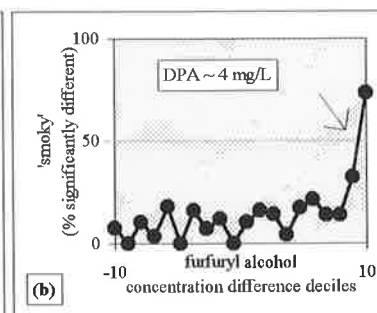 100
DPA ~ 4 mg/L
'smoky'
(% significantly different)
50
0
-10
10
furfuryl alcohol
concentration difference deciles
(b)